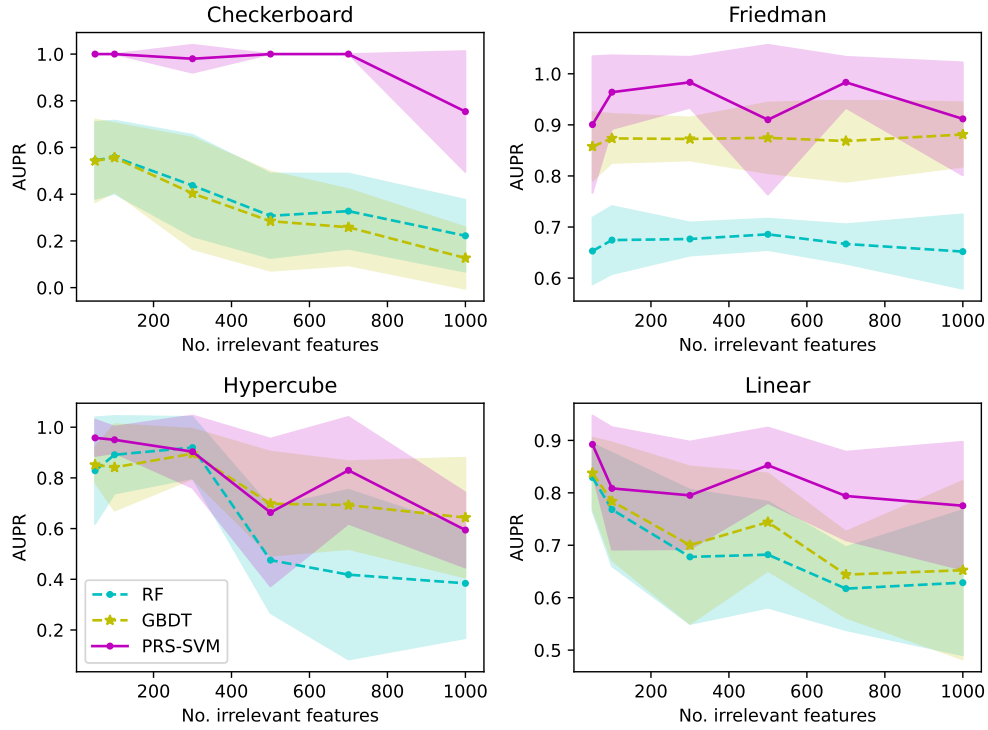 Checkerboard
1.0
0.8
0.6
0.4
0.2
0.0
AUPR
200 400 600 800 1000
No. irrelevant features
Friedman
1.0
0.9
0.8
0.7
0.6
AUPR
200 400 600 800 1000
No. irrelevant features
Hypercube
1.0
0.8
0.6
0.4
0.2
AUPR
RF
GBDT
PRS-SVM
200 400 600 800 1000
No. irrelevant features
Linear
0.9
0.8
0.7
0.6
0.5
AUPR
200 400 600 800 1000
No. irrelevant features